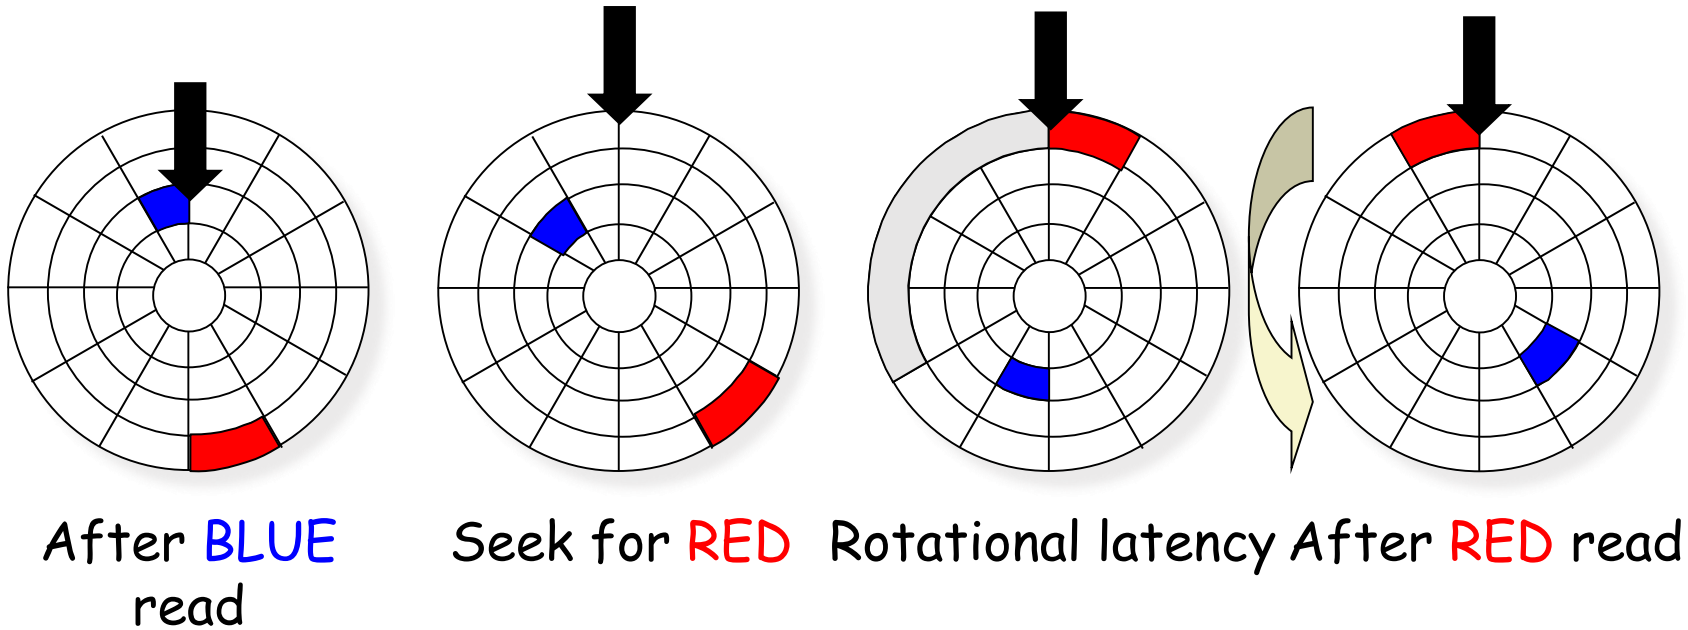 After BLUE
read
Seek for RED
Rotational latency
After RED read